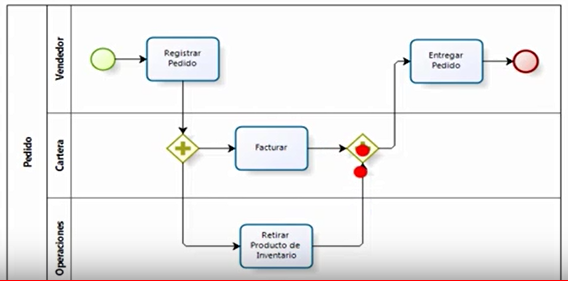 Pedido
Vendedor
Registrar
Pedido
Entregar
Pedido
Cartera
Facturar
Operaciones
Retirar
Producto de
Inventario